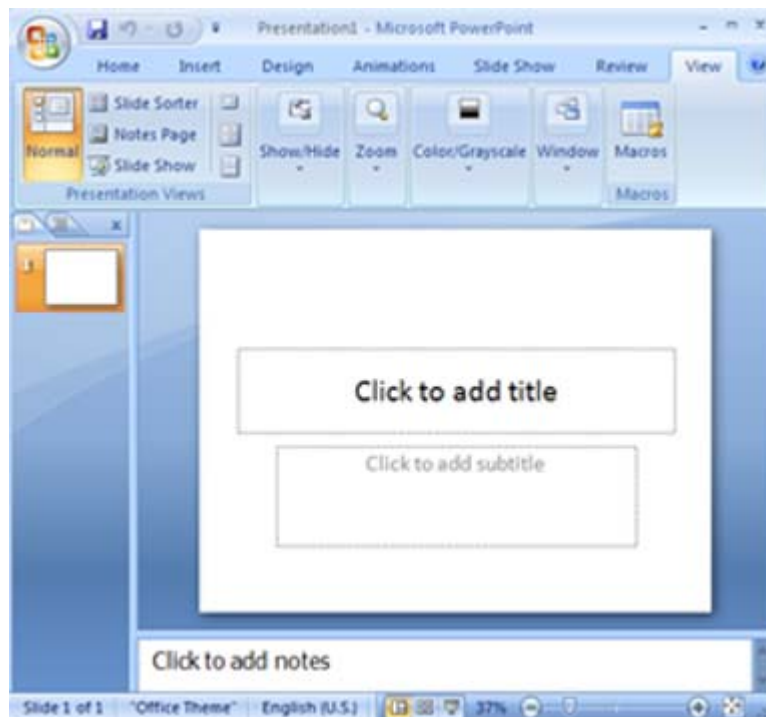 Presentation1 - Microsoft PowerPoint
Home Insert Design Animations Slide Show Review View
Normal
Slide Sorter
Notes Page
Slide Show
Show/Hide Zoom Color/Grayscale Window Macros
Presentation Views Macros
1
Click to add title
Click to add subtitle
Click to add notes
Slide 1 of 1 "Office Theme" English (U.S.) 37%